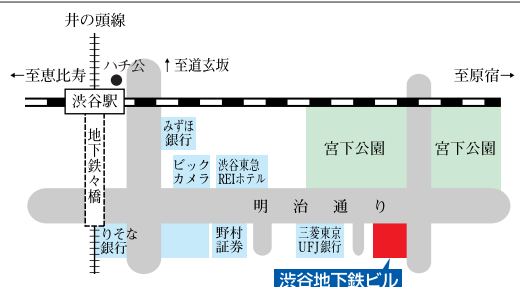 井の頭線
ハチ公
↑至道玄坂
←至恵比寿
至原宿→
渋谷駅
地下鉄々橋
みずほ
銀行
宮下公園
宮下公園
ビック
カメラ
渋谷東急
REIホテル
明治通り
りそな
銀行
野村
証券
三菱東京
UFJ銀行
渋谷地下鉄ビル